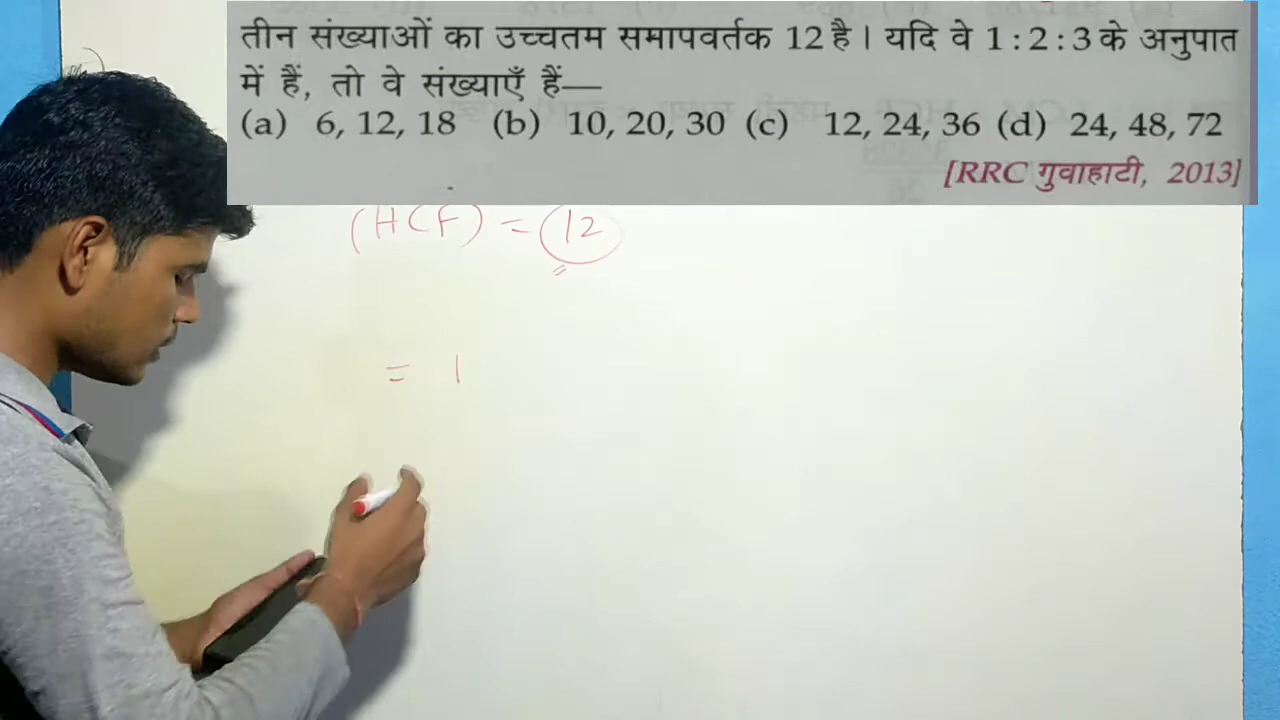 तीन संख्याओं का उच्चतम समापवर्तक 12 है। यदि वे 1 : 2 : 3 के अनुपात
में हैं, तो वे संख्याएँ हैं—
(a) 6, 12, 18 (b) 10, 20, 30 (c) 12, 24, 36 (d) 24, 48, 72
[RRC गुवाहाटी, 2013]
(HCF) = 12
= 1